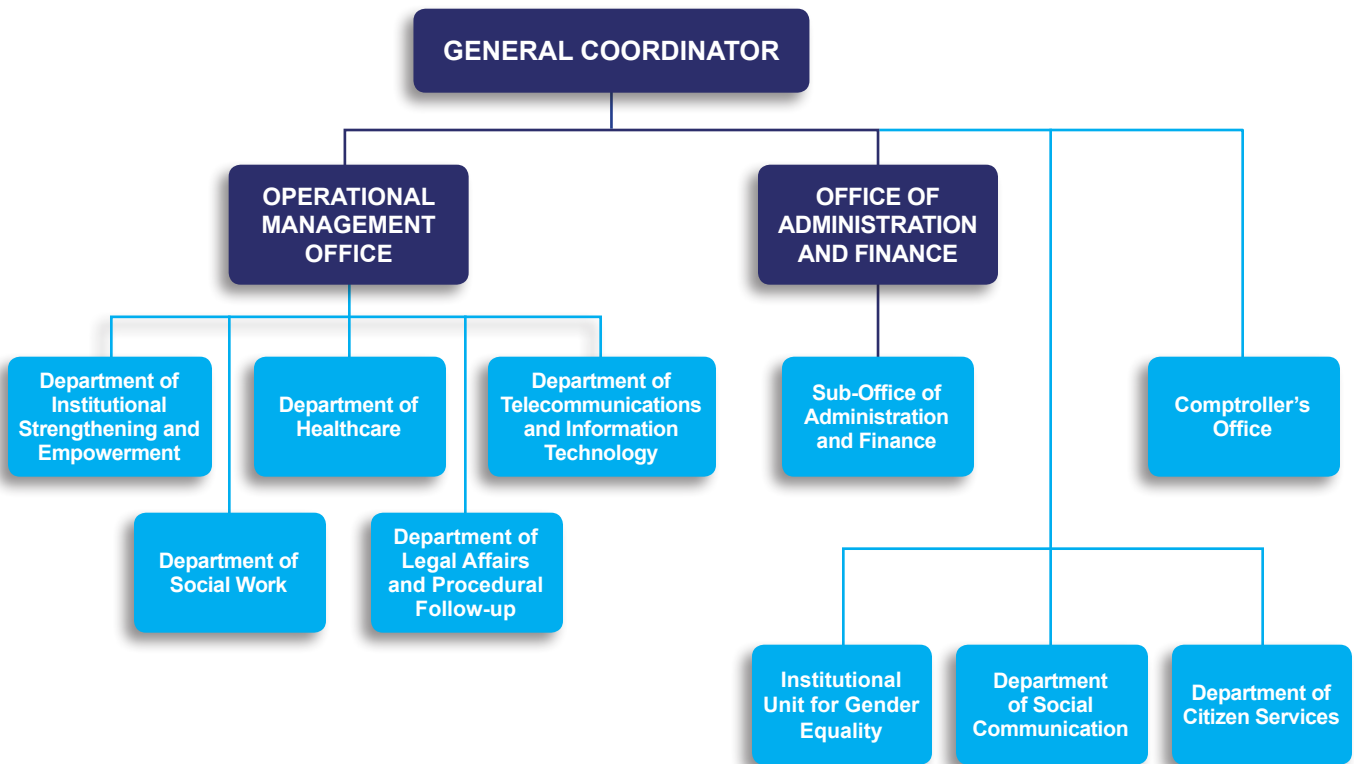 GENERAL COORDINATOR
OPERATIONAL
MANAGEMENT
OFFICE
OFFICE OF
ADMINISTRATION
AND FINANCE
Department of
Institutional
Strengthening and
Empowerment
Department of
Healthcare
Department of
Telecommunications
and Information
Technology
Sub-Office of
Administration
and Finance
Comptroller’s
Office
Department of
Social Work
Department of
Legal Affairs
and Procedural
Follow-up
Institutional
Unit for Gender
Equality
Department
of Social
Communication
Department of
Citizen Services